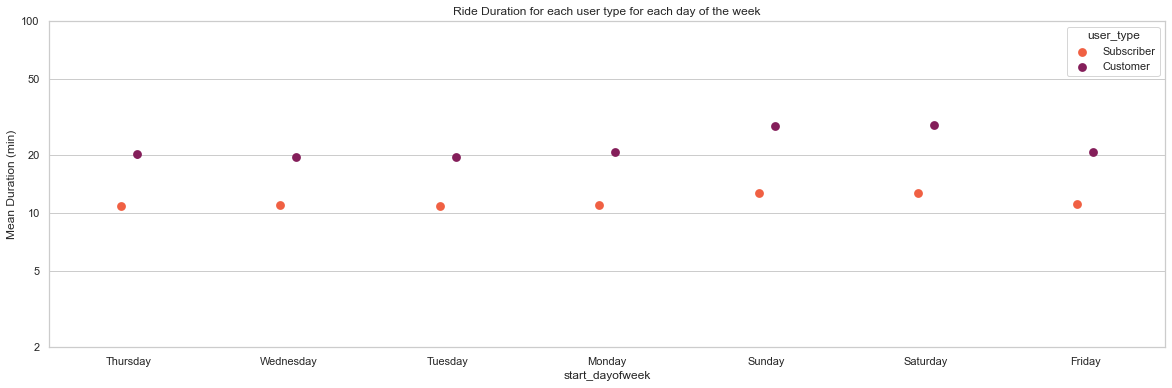 Ride Duration for each user type for each day of the week
user_type
Subscriber
Customer
Mean Duration (min)
100
50
20
10
5
2
Thursday
Wednesday
Tuesday
Monday
Sunday
Saturday
Friday
start_dayofweek